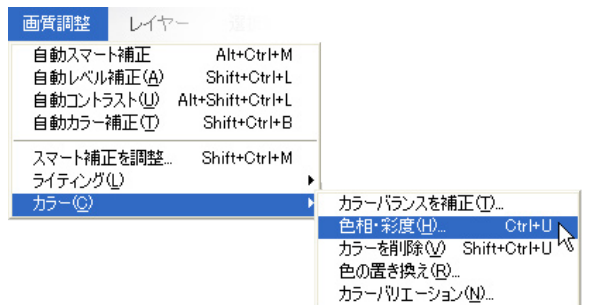 画質調整 レイヤー
自動スマート補正 Alt+Ctrl+M
自動レベル補正(A) Shift+Ctrl+L
自動コントラスト(U) Alt+Shift+Ctrl+L
自動カラー補正(T) Shift+Ctrl+B
スマート補正を調整... Shift+Ctrl+M
ライティング(L)
カラー(C)
カラーバランスを補正(T)...
色相・彩度(H)... Ctrl+U
カラーを削除(V) Shift+Ctrl+U
色の置き換え(R)...
カラーバリエーション(N)...